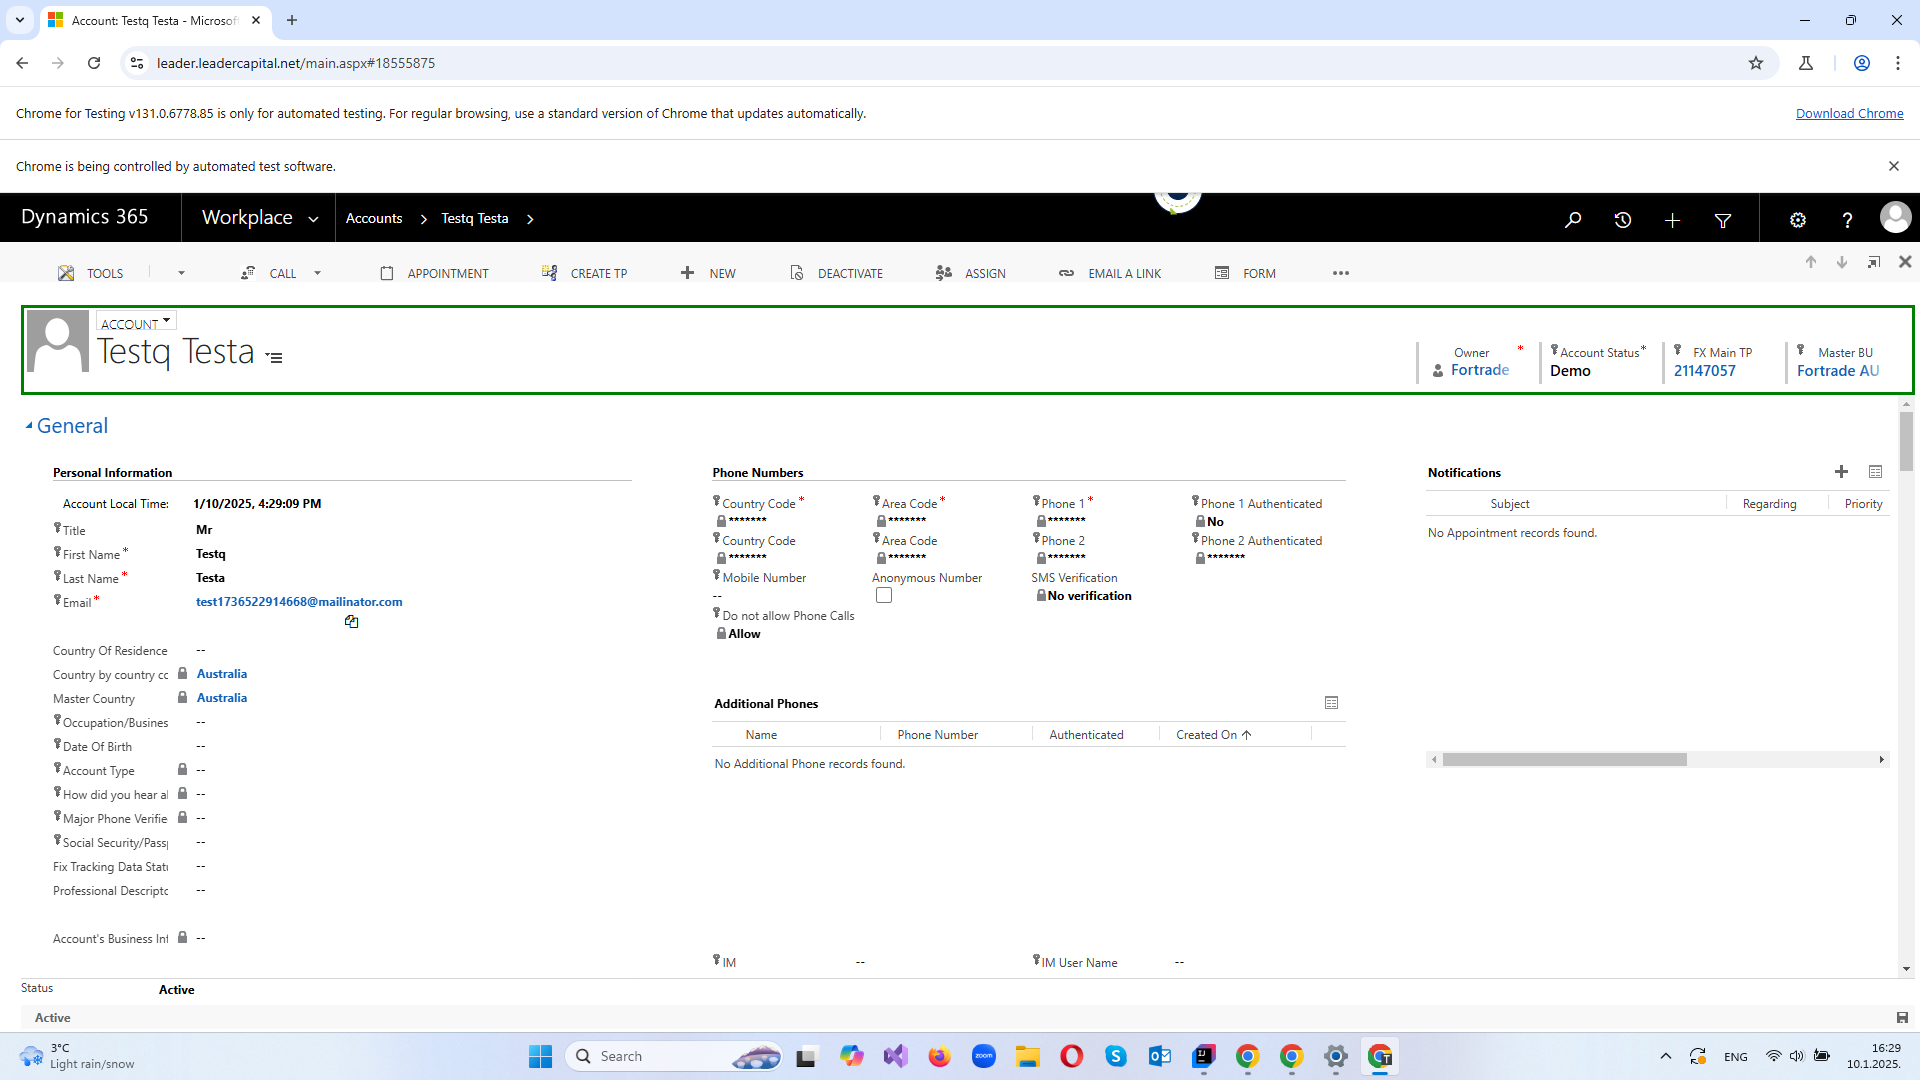 Account: Testq Testa - Microsof
leader.leadercapital.net/main.aspx#18555875
Chrome for Testing v131.0.6778.85 is only for automated testing. For regular browsing, use a standard version of Chrome that updates automatically.
Download Chrome
Chrome is being controlled by automated test software.
Dynamics 365
Workplace
Accounts
Testq Testa
TOOLS
CALL
APPOINTMENT
CREATE TP
NEW
DEACTIVATE
ASSIGN
EMAIL A LINK
FORM
ACCOUNT
Testq Testa
Owner *
Fortrade
Account Status *
Demo
FX Main TP
21147057
Master BU
Fortrade AU
General
Personal Information
Account Local Time: 1/10/2025, 4:29:09 PM
Title Mr
First Name * Testq
Last Name * Testa
Email * test1736522914668@mailinator.com
Country Of Residence --
Country by country cc Australia
Master Country Australia
Occupation/Busines --
Date Of Birth --
Account Type --
How did you hear al --
Major Phone Verifie --
Social Security/Pass --
Fix Tracking Data Statu --
Professional Descripto --
Account's Business Inf --
Phone Numbers
Country Code * Area Code * Phone 1 * Phone 1 Authenticated
******* ******* ******* No
Country Code Area Code Phone 2 Phone 2 Authenticated
******* ******* ******* *******
Mobile Number Anonymous Number SMS Verification
-- No verification
Do not allow Phone Calls
Allow
Additional Phones
Name Phone Number Authenticated Created On
No Additional Phone records found.
IM -- IM User Name --
Notifications
Subject Regarding Priority
No Appointment records found.
Status Active
Active
3°C
Light rain/snow
Search
zoom
ENG
16:29
10.1.2025.